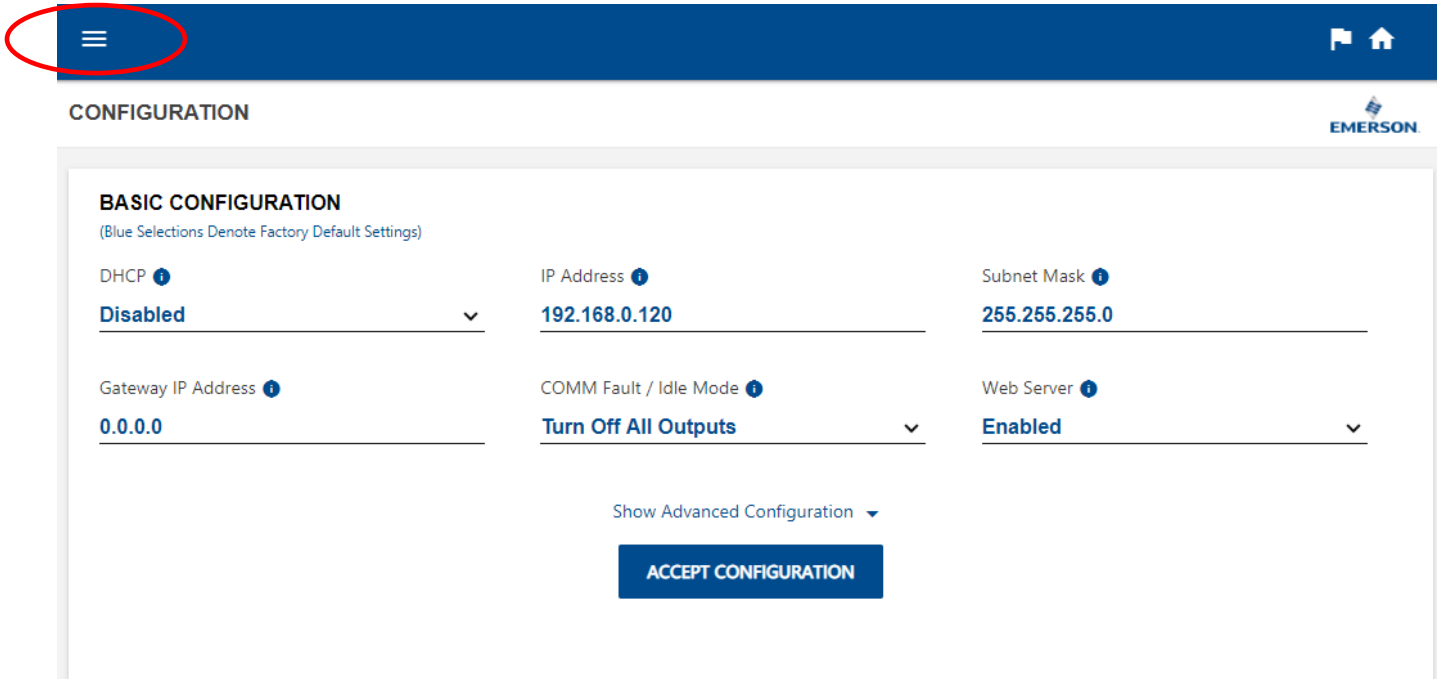 CONFIGURATION
EMERSON.
BASIC CONFIGURATION
(Blue Selections Denote Factory Default Settings)
DHCP IP Address Subnet Mask
Disabled 192.168.0.120 255.255.255.0
Gateway IP Address COMM Fault / Idle Mode Web Server
0.0.0.0 Turn Off All Outputs Enabled
Show Advanced Configuration
ACCEPT CONFIGURATION